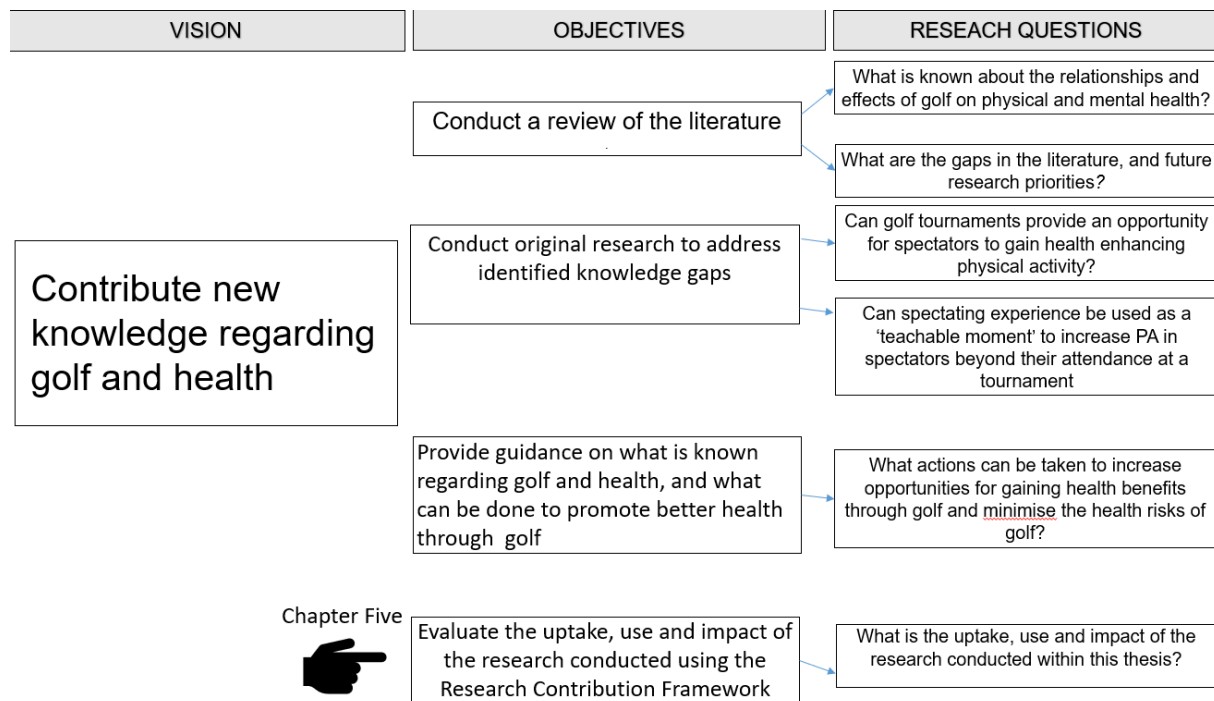 VISION
OBJECTIVES
RESEACH QUESTIONS
Contribute new
knowledge regarding
golf and health
Conduct a review of the literature
.
What is known about the relationships and
effects of golf on physical and mental health?
What are the gaps in the literature, and future
research priorities?
Conduct original research to address
identified knowledge gaps
Can golf tournaments provide an opportunity
for spectators to gain health enhancing
physical activity?
Can spectating experience be used as a
‘teachable moment’ to increase PA in
spectators beyond their attendance at a
tournament
Provide guidance on what is known
regarding golf and health, and what
can be done to promote better health
through  golf
What actions can be taken to increase
opportunities for gaining health benefits
through golf and minimise the health risks of
golf?
Chapter Five
Evaluate the uptake, use and impact of
the research conducted using the
Research Contribution Framework
What is the uptake, use and impact of the
research conducted within this thesis?